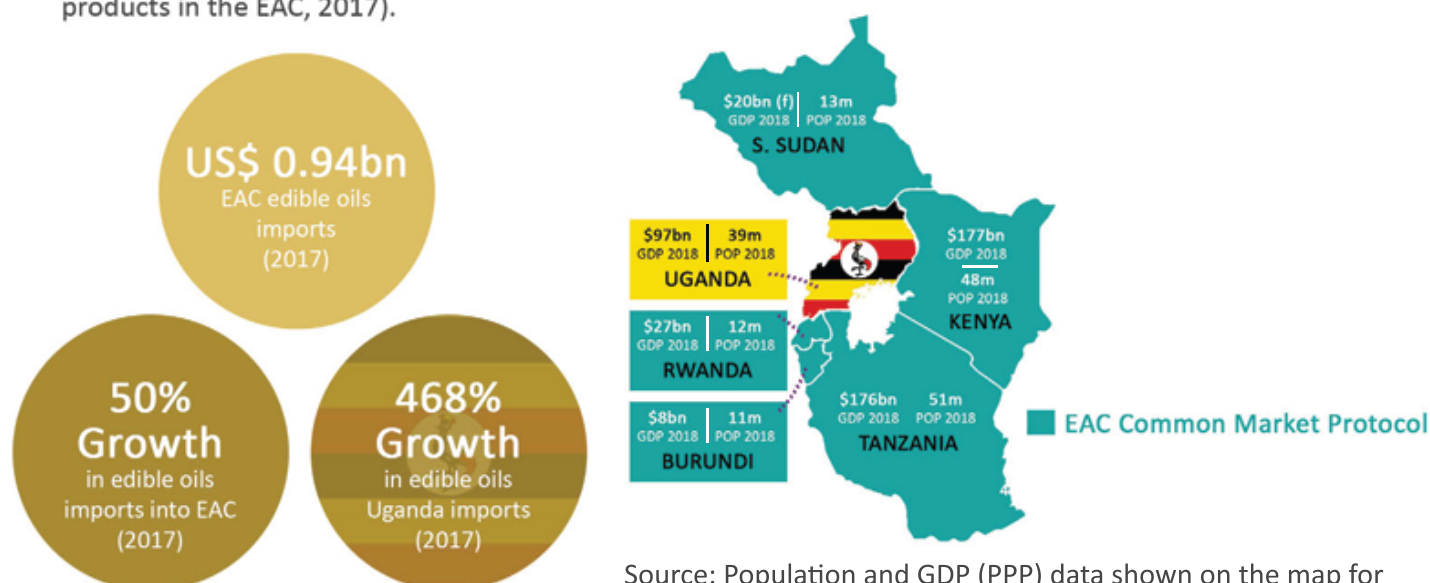 products in the EAC, 2017).
US$ 0.94bn
EAC edible oils
imports
(2017)
50%
Growth
in edible oils
imports into EAC
(2017)
468%
Growth
in edible oils
Uganda imports
(2017)
$20bn (f) 13m
GDP 2018 POP 2018
S. SUDAN
$97bn 39m
GDP 2018 POP 2018
UGANDA
$27bn 12m
GDP 2018 POP 2018
RWANDA
$8bn 11m
GDP 2018 POP 2018
BURUNDI
$177bn
GDP 2018
48m
POP 2018
KENYA
$176bn 51m
GDP 2018 POP 2018
TANZANIA
EAC Common Market Protocol
Source: Population and GDP (PPP) data shown on the map for